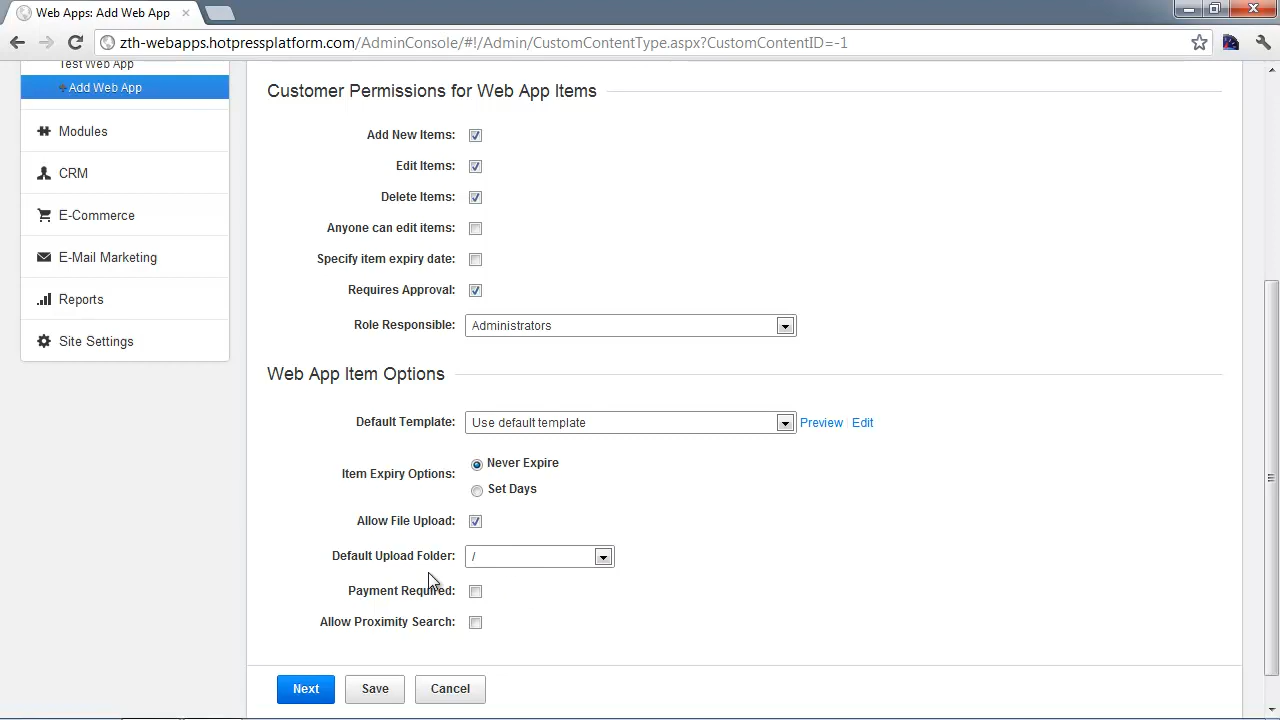 Web Apps: Add Web App
zth-webapps.hotpressplatform.com/AdminConsole/#!/Admin/CustomContentType.aspx?CustomContentID=-1
Test Web App
+Add Web App
Modules
CRM
E-Commerce
E-Mail Marketing
Reports
Site Settings
Customer Permissions for Web App Items
Add New Items:
Edit Items:
Delete Items:
Anyone can edit items:
Specify item expiry date:
Requires Approval:
Role Responsible: Administrators
Web App Item Options
Default Template: Use default template Preview Edit
Item Expiry Options: Never Expire
Set Days
Allow File Upload:
Default Upload Folder: /
Payment Required:
Allow Proximity Search:
Next Save Cancel